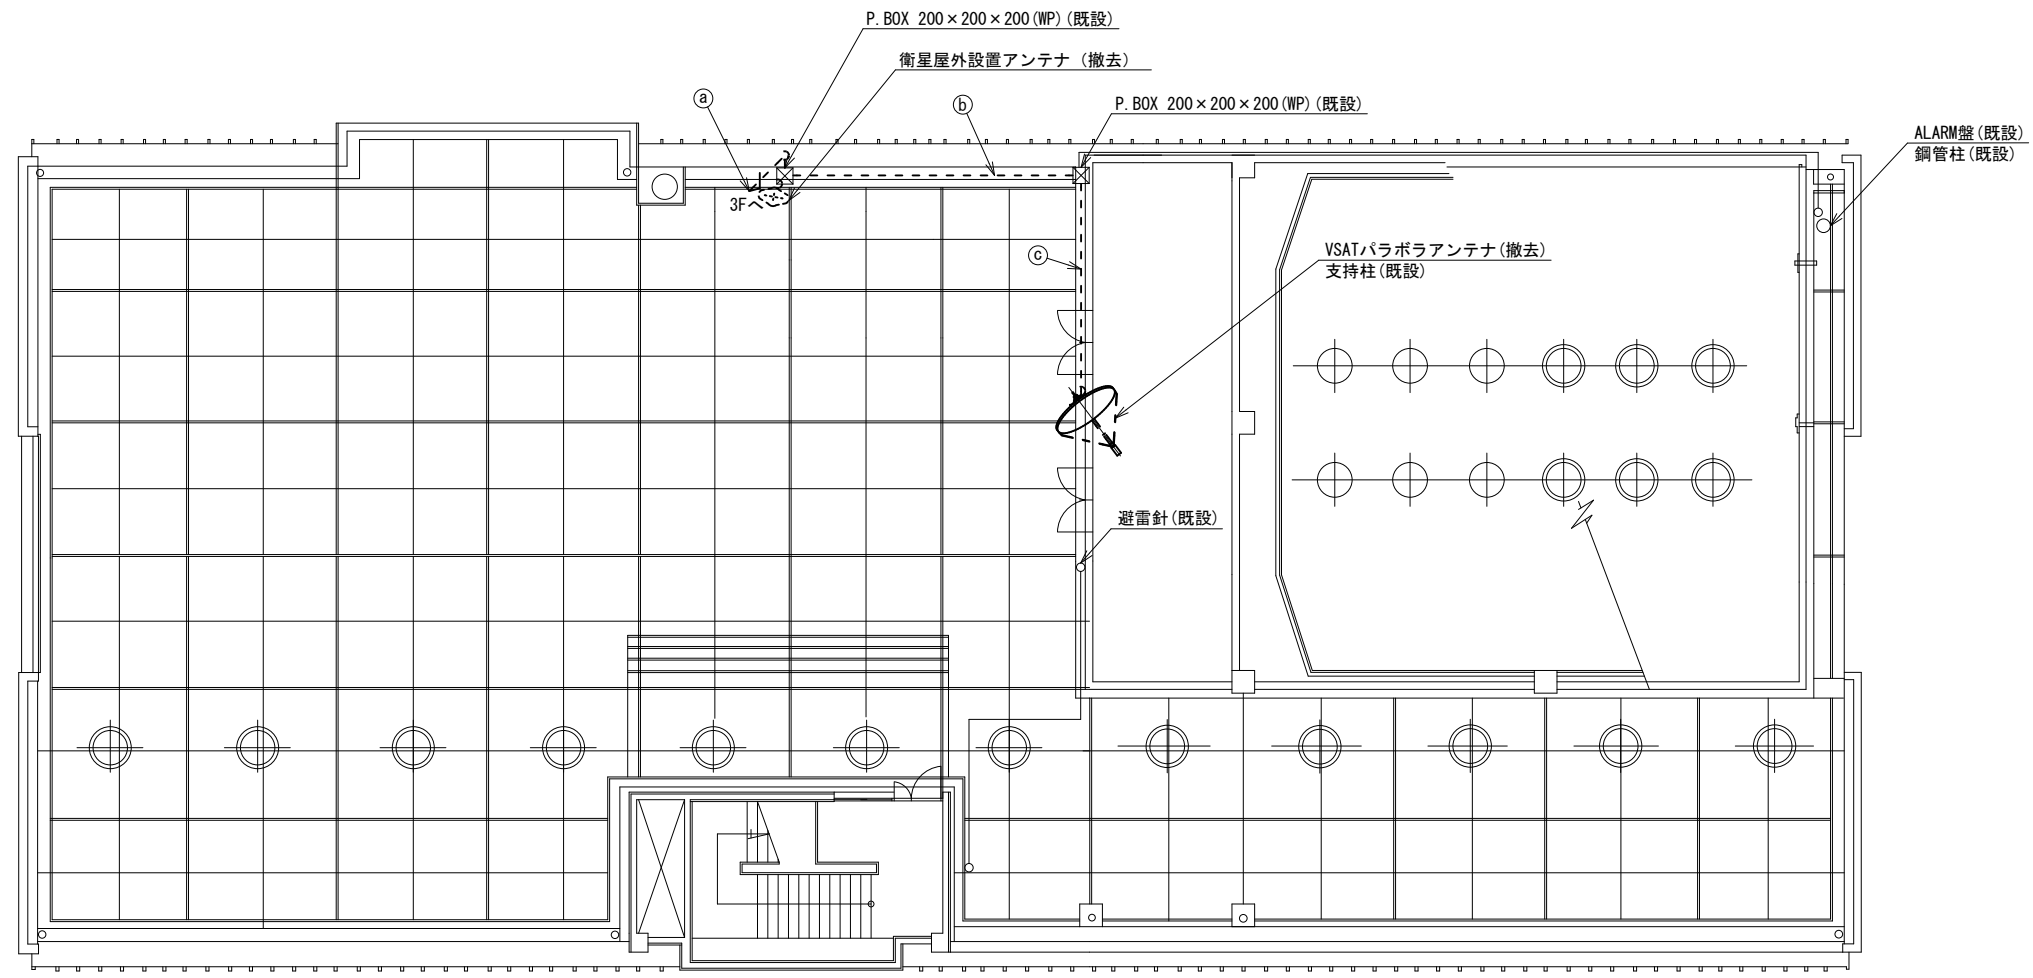 P.BOX 200×200×200(WP)(既設)
衛星屋外設置アンテナ (撤去)
ⓐ
ⓑ
P.BOX 200×200×200(WP)(既設)
ALARM盤(既設)
鋼管柱(既設)
3Fへ
ⓒ
VSATパラボラアンテナ(撤去)
支持柱(既設)
避雷針(既設)